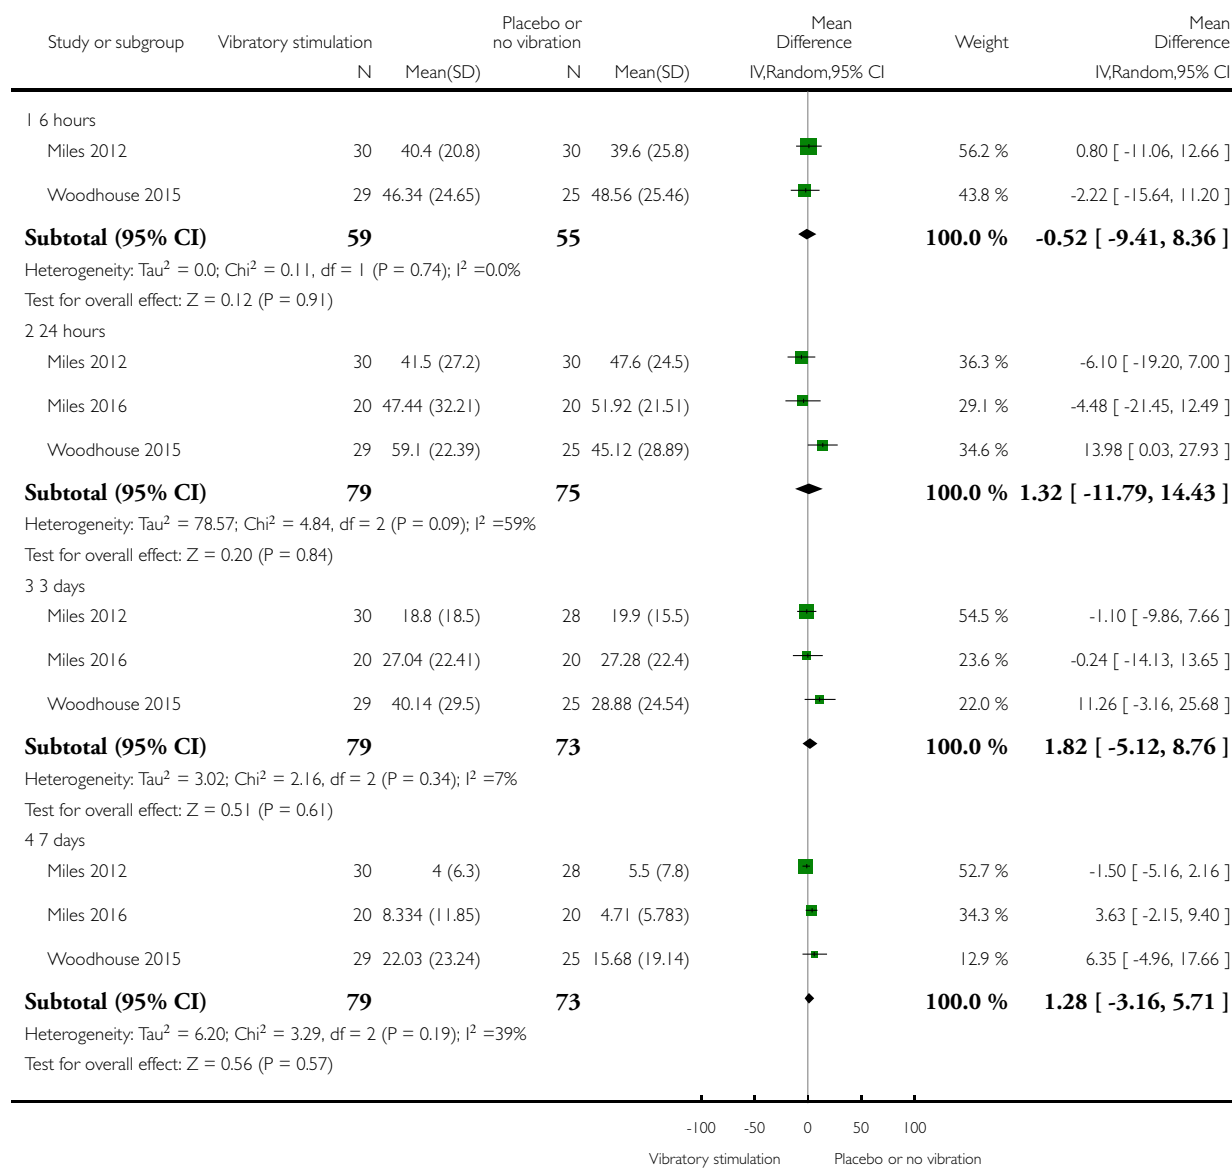 Study or subgroup Vibratory stimulation Placebo or no vibration Mean Difference Weight Mean Difference
N Mean(SD) N Mean(SD) IV,Random,95% CI IV,Random,95% CI
1 6 hours
Miles 2012 30 40.4 (20.8) 30 39.6 (25.8) 56.2 % 0.80 [ -11.06, 12.66 ]
Woodhouse 2015 29 46.34 (24.65) 25 48.56 (25.46) 43.8 % -2.22 [ -15.64, 11.20 ]
Subtotal (95% CI) 59 55 100.0 % -0.52 [ -9.41, 8.36 ]
Heterogeneity: Tau² = 0.0; Chi² = 0.11, df = 1 (P = 0.74); I² =0.0%
Test for overall effect: Z = 0.12 (P = 0.91)
2 24 hours
Miles 2012 30 41.5 (27.2) 30 47.6 (24.5) 36.3 % -6.10 [ -19.20, 7.00 ]
Miles 2016 20 47.44 (32.21) 20 51.92 (21.51) 29.1 % -4.48 [ -21.45, 12.49 ]
Woodhouse 2015 29 59.1 (22.39) 25 45.12 (28.89) 34.6 % 13.98 [ 0.03, 27.93 ]
Subtotal (95% CI) 79 75 100.0 % 1.32 [ -11.79, 14.43 ]
Heterogeneity: Tau² = 78.57; Chi² = 4.84, df = 2 (P = 0.09); I² =59%
Test for overall effect: Z = 0.20 (P = 0.84)
3 3 days
Miles 2012 30 18.8 (18.5) 28 19.9 (15.5) 54.5 % -1.10 [ -9.86, 7.66 ]
Miles 2016 20 27.04 (22.41) 20 27.28 (22.4) 23.6 % -0.24 [ -14.13, 13.65 ]
Woodhouse 2015 29 40.14 (29.5) 25 28.88 (24.54) 22.0 % 11.26 [ -3.16, 25.68 ]
Subtotal (95% CI) 79 73 100.0 % 1.82 [ -5.12, 8.76 ]
Heterogeneity: Tau² = 3.02; Chi² = 2.16, df = 2 (P = 0.34); I² =7%
Test for overall effect: Z = 0.51 (P = 0.61)
4 7 days
Miles 2012 30 4 (6.3) 28 5.5 (7.8) 52.7 % -1.50 [ -5.16, 2.16 ]
Miles 2016 20 8.334 (11.85) 20 4.71 (5.783) 34.3 % 3.63 [ -2.15, 9.40 ]
Woodhouse 2015 29 22.03 (23.24) 25 15.68 (19.14) 12.9 % 6.35 [ -4.96, 17.66 ]
Subtotal (95% CI) 79 73 100.0 % 1.28 [ -3.16, 5.71 ]
Heterogeneity: Tau² = 6.20; Chi² = 3.29, df = 2 (P = 0.19); I² =39%
Test for overall effect: Z = 0.56 (P = 0.57)
-100 -50 0 50 100
Vibratory stimulation Placebo or no vibration